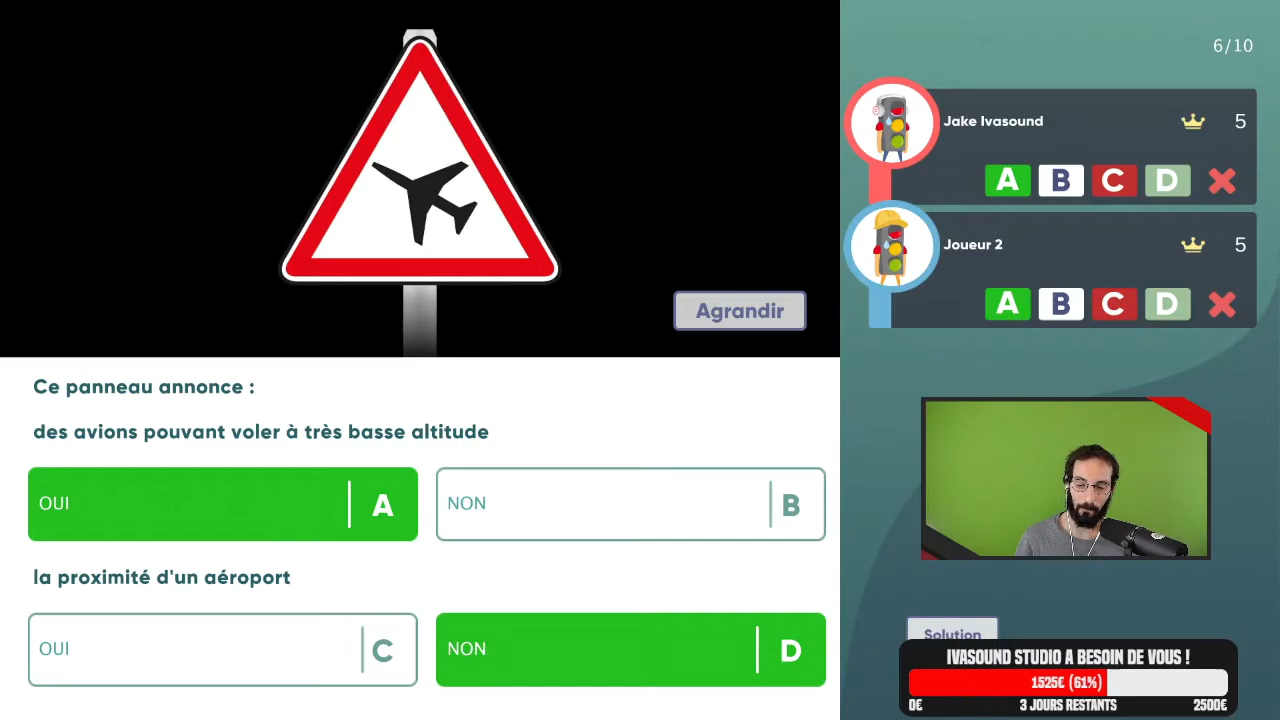 6/10
Jake Ivasound 5
A B C D
Joueur 2 5
A B C D
Agrandir
Ce panneau annonce :
des avions pouvant voler à très basse altitude
OUI A
NON B
la proximité d'un aéroport
OUI C
NON D
Solution
IVASOUND STUDIO A BESOIN DE VOUS !
1525€ (61%)
0€ 3 JOURS RESTANTS 2500€